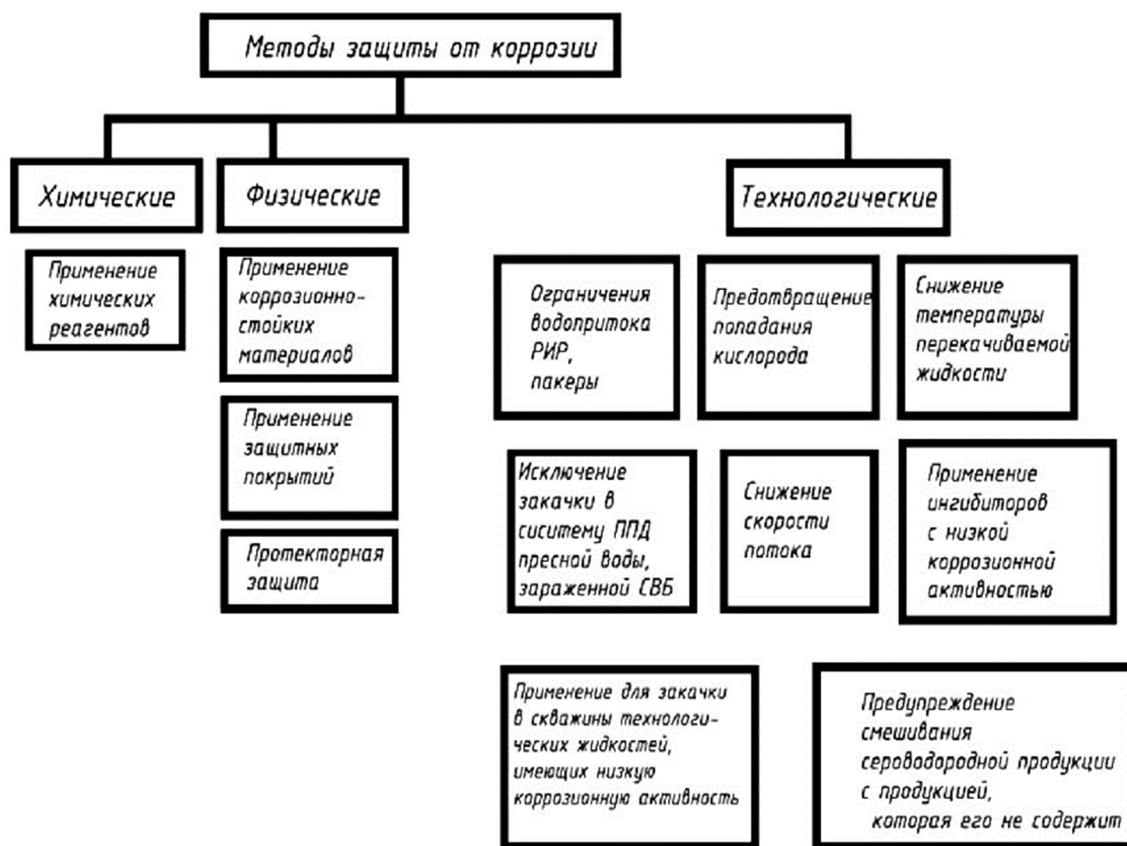 Методы защиты от коррозии
Химические
Физические
Технологические
Применение
химических
реагентов
Применение
коррозионно-
стойких
материалов
Применение
защитных
покрытий
Протекторная
защита
Ограничения
водопритока
РИР,
пакеры
Предотвращение
попадания
кислорода
Снижение
температуры
перекачиваемой
жидкости
Исключение
закачки в
сиситему ППД
пресной воды,
зараженной СВБ
Снижение
скорости
потока
Применение
ингибиторов
с низкой
коррозионной
активностью
Применение для закачки
в скважины технологи-
ческих жидкостей,
имеющих низкую
коррозионную активность
Предупреждение
смешивания
сероводородной продукции
с продукцией,
которая его не содержит